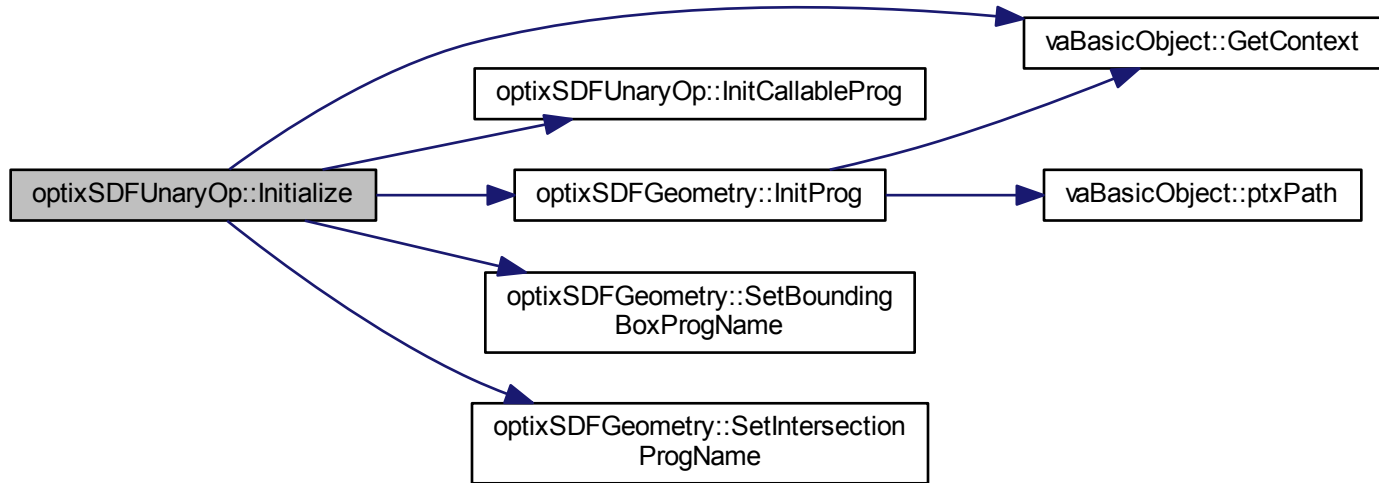 vaBasicObject::GetContext
optixSDFUnaryOp::InitCallableProg
optixSDFUnaryOp::Initialize
optixSDFGeometry::InitProg
vaBasicObject::ptxPath
optixSDFGeometry::SetBounding
BoxProgName
optixSDFGeometry::SetIntersection
ProgName